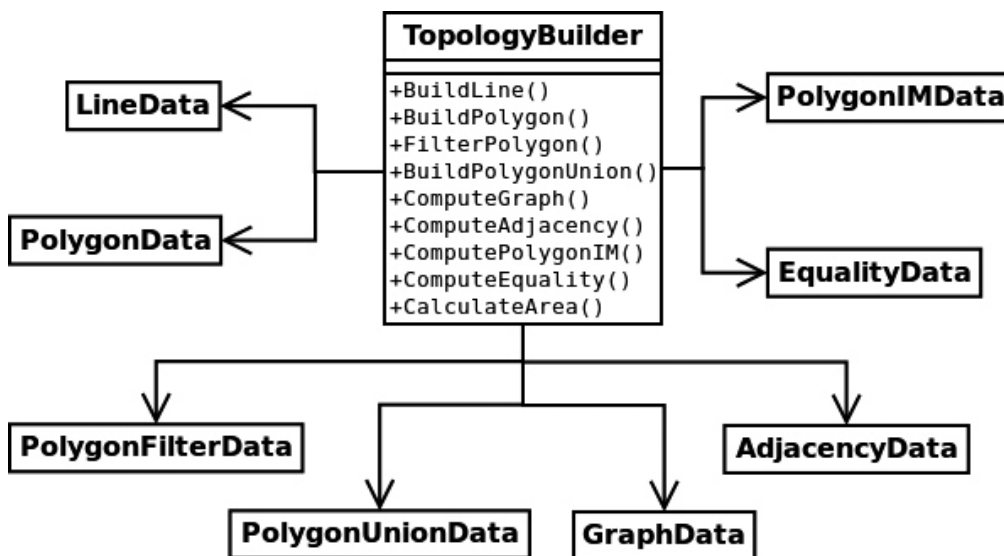 TopologyBuilder
+BuildLine()
+BuildPolygon()
+FilterPolygon()
+BuildPolygonUnion()
+ComputeGraph()
+ComputeAdjacency()
+ComputePolygonIM()
+ComputeEquality()
+CalculateArea()
LineData
PolygonData
PolygonIMData
EqualityData
PolygonFilterData
PolygonUnionData
GraphData
AdjacencyData